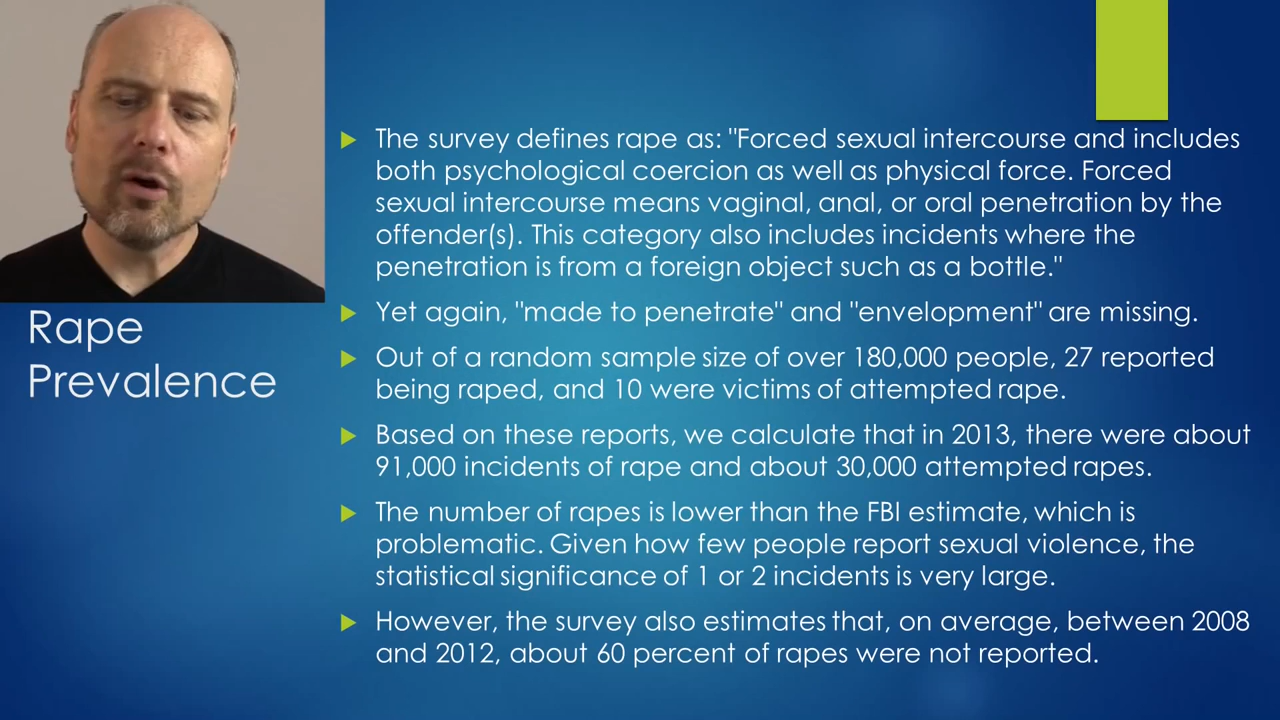 Rape
Prevalence
The survey defines rape as: "Forced sexual intercourse and includes
both psychological coercion as well as physical force. Forced
sexual intercourse means vaginal, anal, or oral penetration by the
offender(s). This category also includes incidents where the
penetration is from a foreign object such as a bottle."
Yet again, "made to penetrate" and "envelopment" are missing.
Out of a random sample size of over 180,000 people, 27 reported
being raped, and 10 were victims of attempted rape.
Based on these reports, we calculate that in 2013, there were about
91,000 incidents of rape and about 30,000 attempted rapes.
The number of rapes is lower than the FBI estimate, which is
problematic. Given how few people report sexual violence, the
statistical significance of 1 or 2 incidents is very large.
However, the survey also estimates that, on average, between 2008
and 2012, about 60 percent of rapes were not reported.